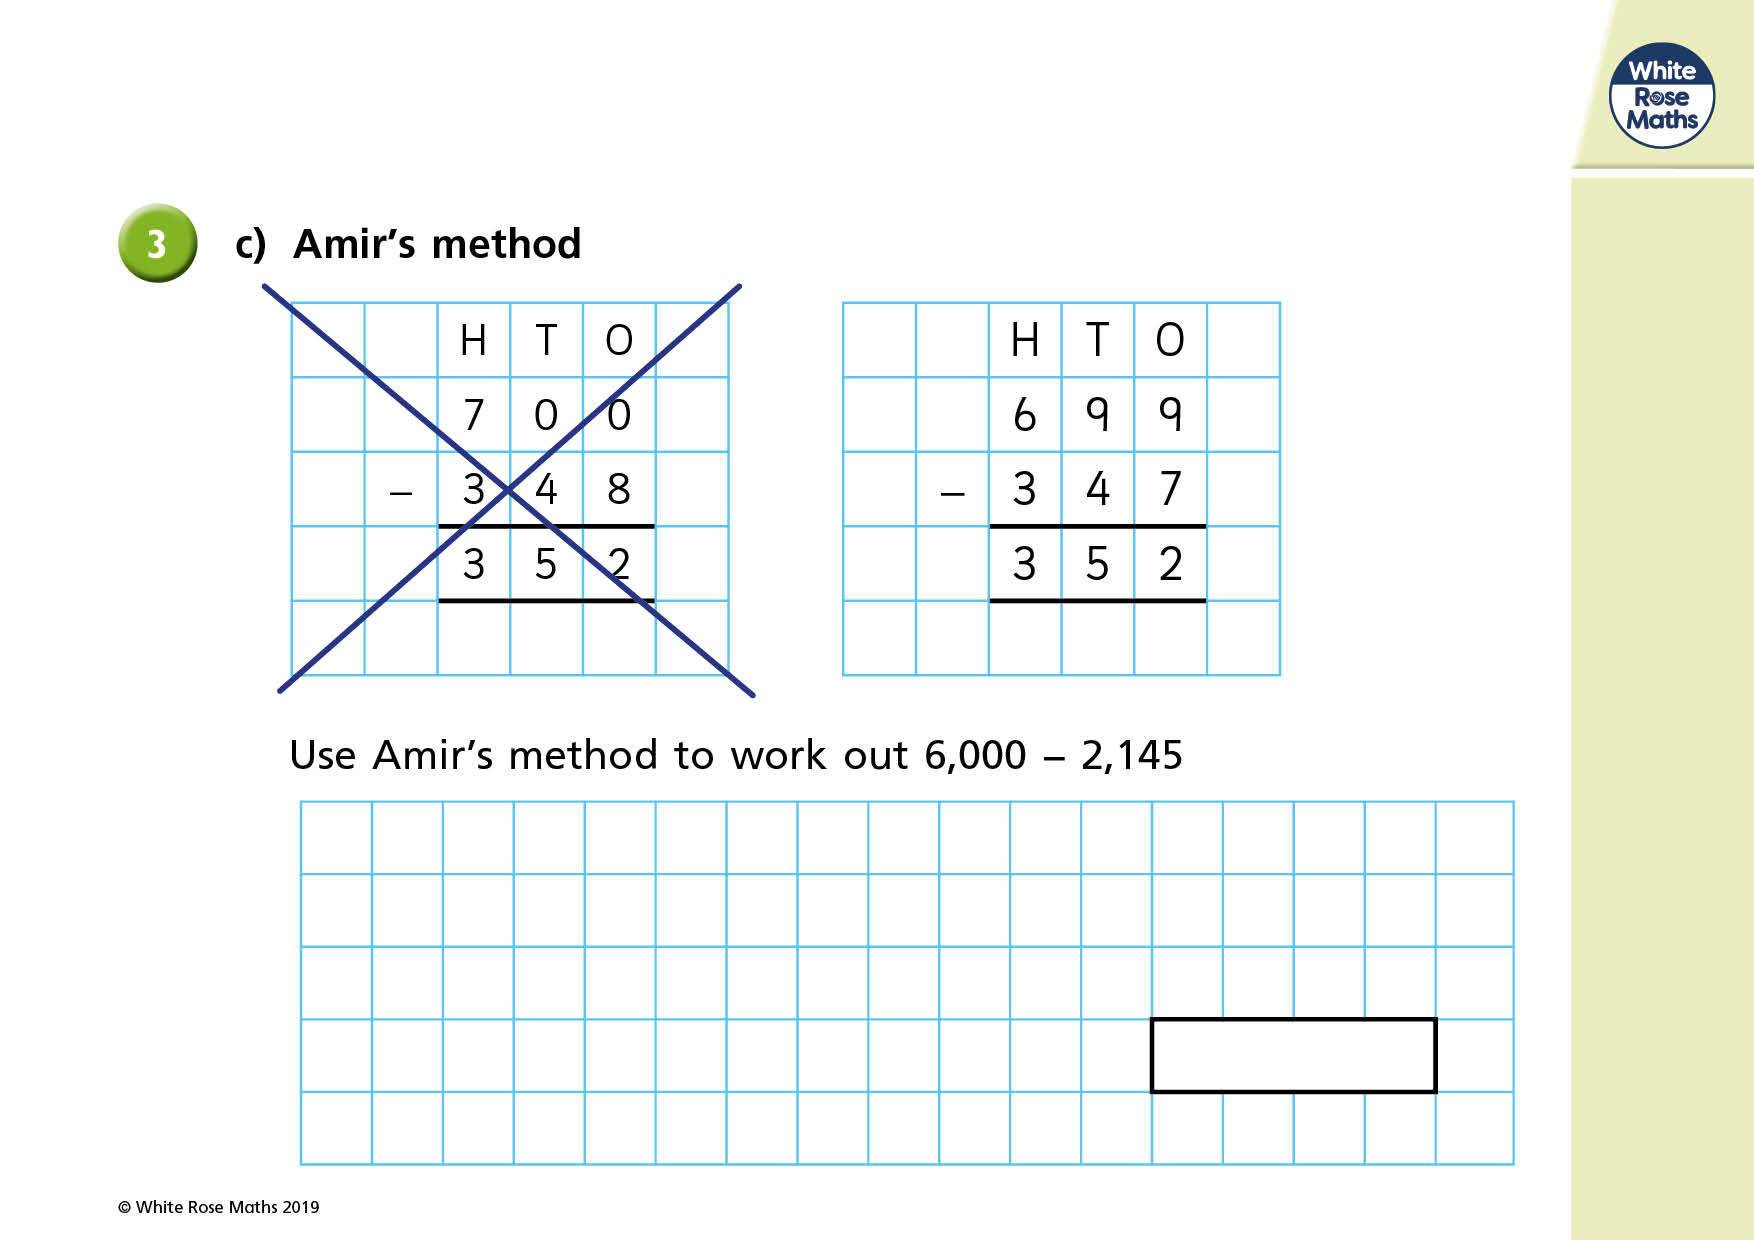 White
Rose
Maths
3 c) Amir's method
H T O H T O
7 0 0 6 9 9
– 3 4 8 – 3 4 7
3 5 2 3 5 2
Use Amir's method to work out 6,000 – 2,145
© White Rose Maths 2019